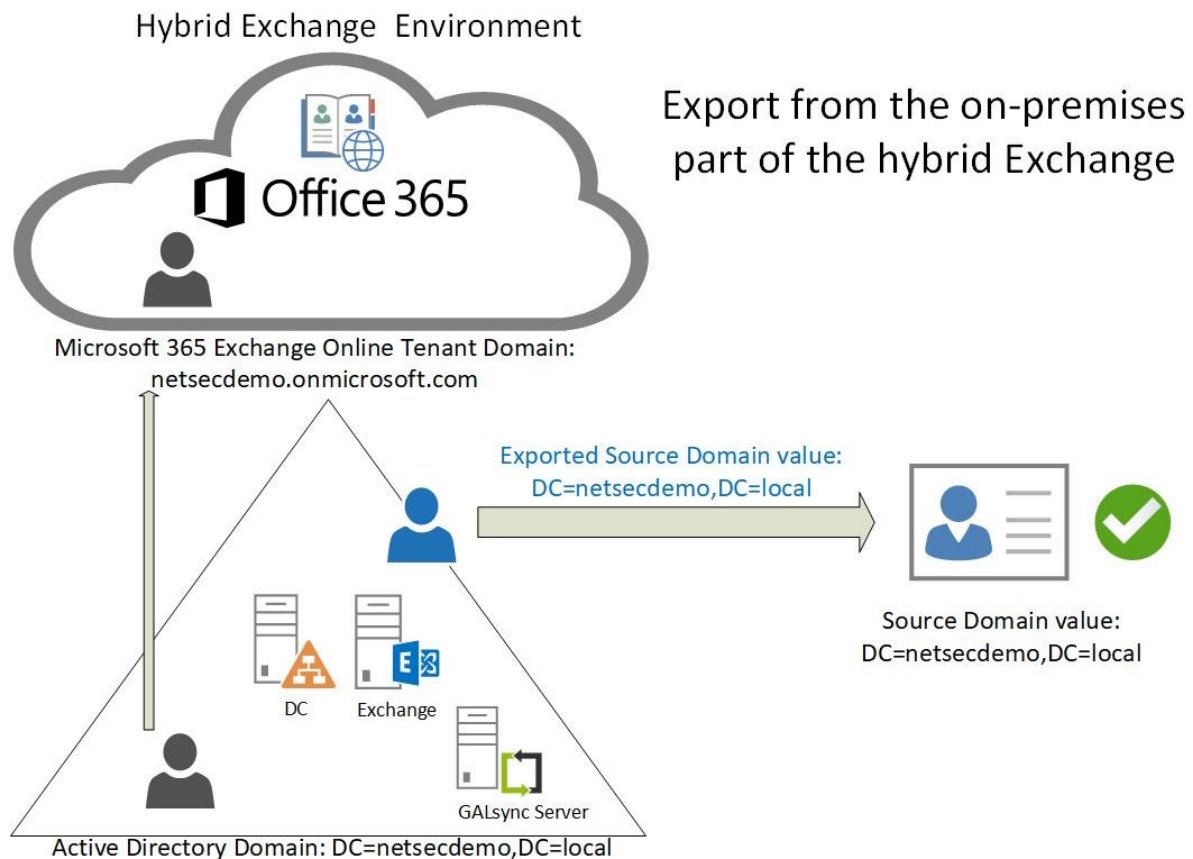 Hybrid Exchange Environment
Export from the on-premises
part of the hybrid Exchange
Office 365
Microsoft 365 Exchange Online Tenant Domain:
netsecdemo.onmicrosoft.com
Exported Source Domain value:
DC=netsecdemo,DC=local
Source Domain value:
DC=netsecdemo,DC=local
E
DC
Exchange
GALsync Server
Active Directory Domain: DC=netsecdemo,DC=local